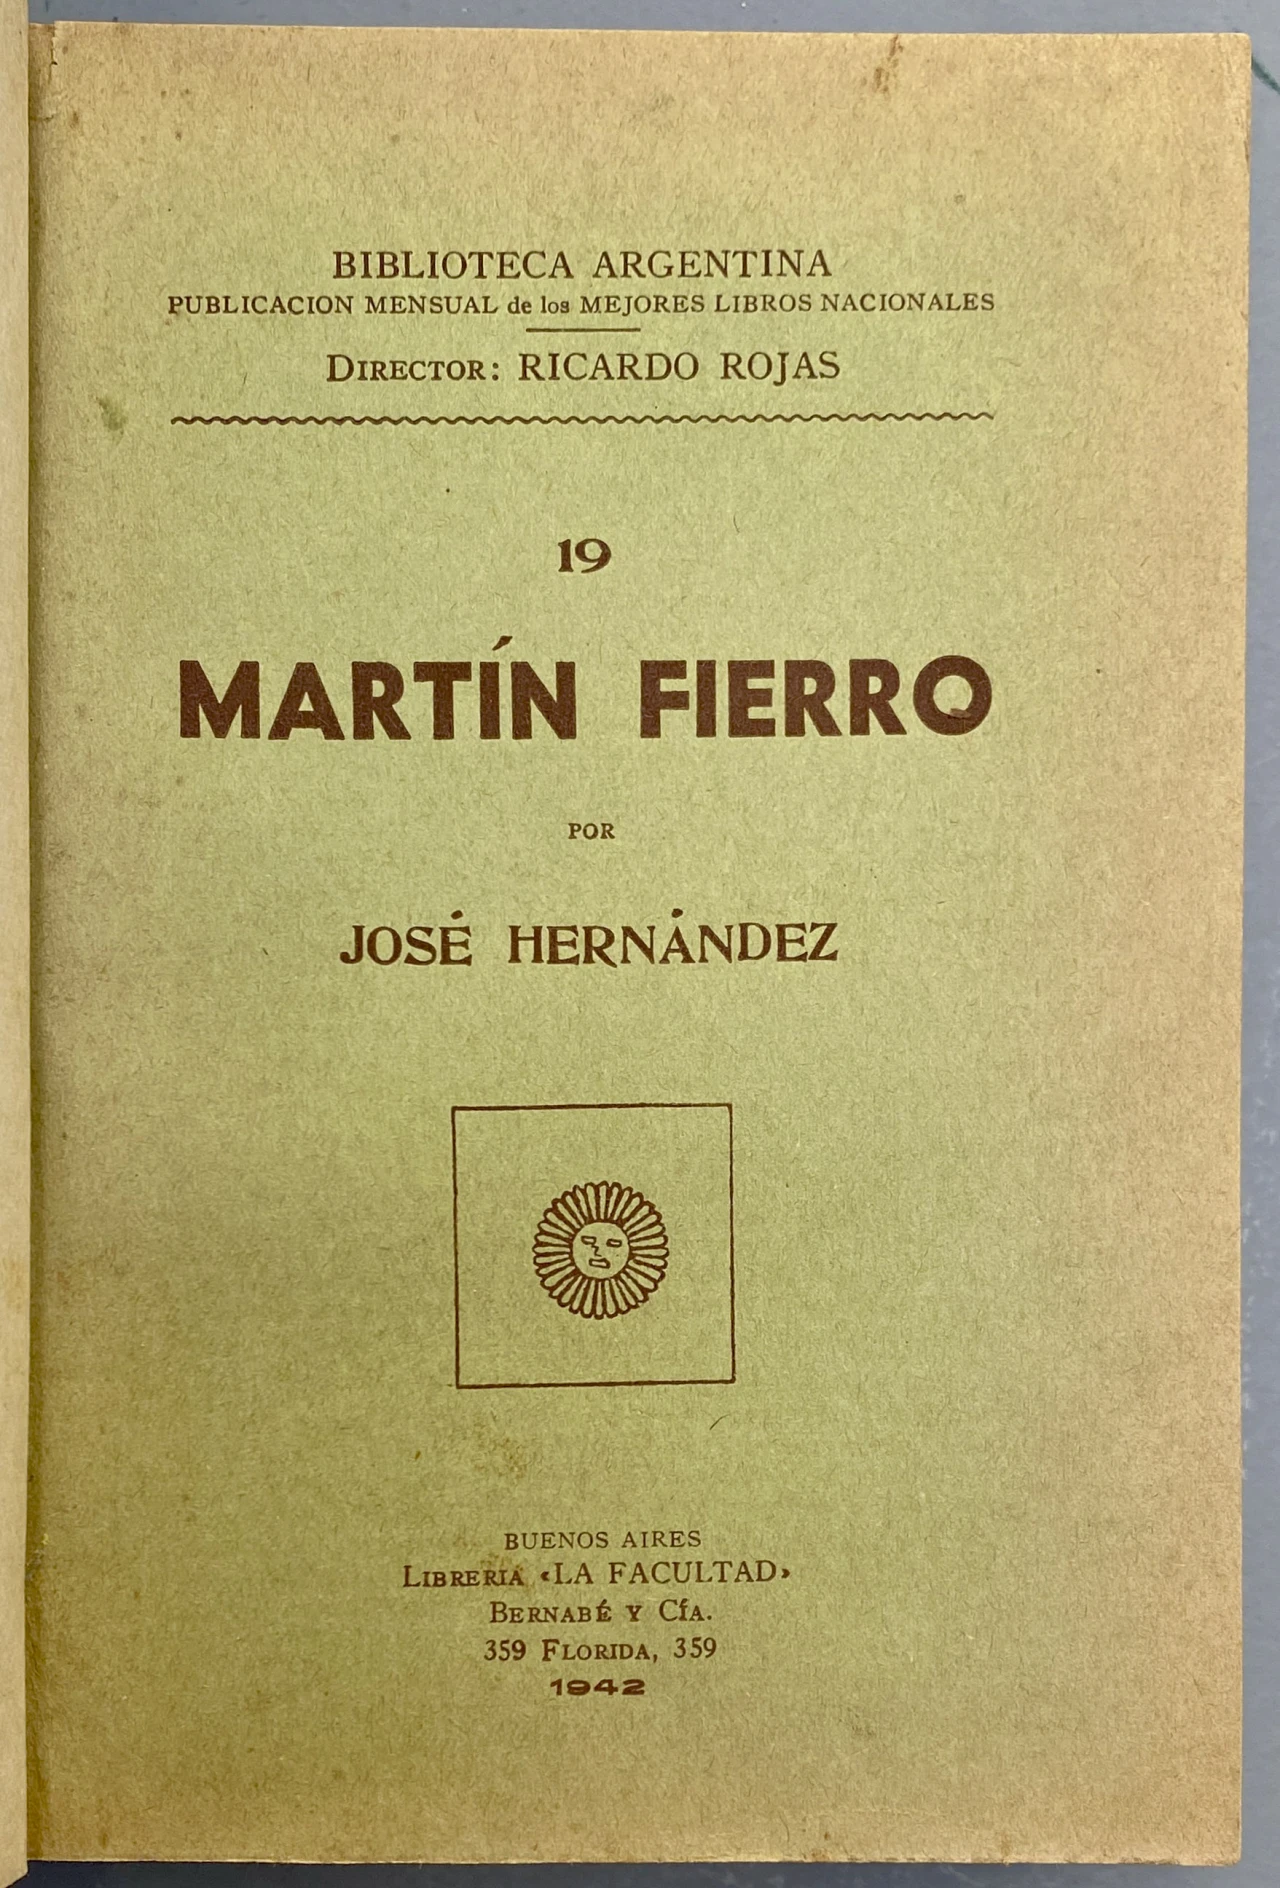 BIBLIOTECA ARGENTINA
PUBLICACION MENSUAL de los MEJORES LIBROS NACIONALES
DIRECTOR: RICARDO ROJAS
19
MARTÍN FIERRO
POR
JOSÉ HERNÁNDEZ
BUENOS AIRES
LIBRERÍA «LA FACULTAD»
BERNABÉ Y CÍA.
359 FLORIDA, 359
1942